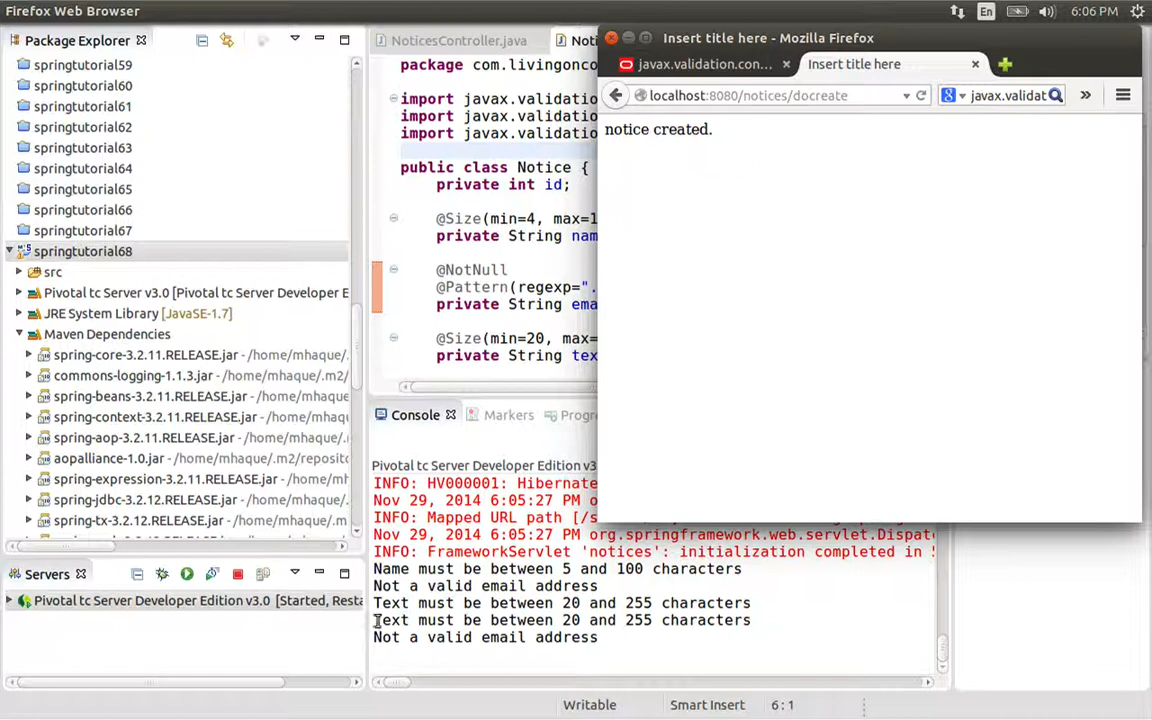 Firefox Web Browser
En
6:06 PM
Package Explorer
springtutorial59
springtutorial60
springtutorial61
springtutorial62
springtutorial63
springtutorial64
springtutorial65
springtutorial66
springtutorial67
springtutorial68
src
Pivotal tc Server v3.0 [Pivotal tc Server Developer E
JRE System Library [JavaSE-1.7]
Maven Dependencies
spring-core-3.2.11.RELEASE.jar - /home/mhaque/.
commons-logging-1.1.3.jar - /home/mhaque/.m2/
spring-beans-3.2.11.RELEASE.jar - /home/mhaque/
spring-context-3.2.11.RELEASE.jar - /home/mhaq
spring-aop-3.2.11.RELEASE.jar - /home/mhaque/.
aopalliance-1.0.jar - /home/mhaque/.m2/reposito
spring-expression-3.2.11.RELEASE.jar - /home/mh
spring-jdbc-3.2.12.RELEASE.jar - /home/mhaque/.
spring-tx-3.2.12.RELEASE.jar - /home/mhaque/.m
Servers
Pivotal tc Server Developer Edition v3.0 [Started, Resta
NoticesController.java
Noti
package com.livingonco
import javax.validatio
import javax.validatio
import javax.validatio
public class Notice {
private int id;
@Size(min=4, max=1
private String nam
@NotNull
@Pattern(regexp=".
private String ema
@Size(min=20, max=
private String tex
Insert title here - Mozilla Firefox
javax.validation.con...
Insert title here
localhost:8080/notices/docreate
javax.validat
notice created.
Console
Markers
Progr
Pivotal tc Server Developer Edition v3
INFO: HV000001: Hibernate
Nov 29, 2014 6:05:27 PM o
INFO: Mapped URL path [/s
Nov 29, 2014 6:05:27 PM org.springframework.web.servlet.Dispat
INFO: FrameworkServlet 'notices': initialization completed in
Name must be between 5 and 100 characters
Not a valid email address
Text must be between 20 and 255 characters
Text must be between 20 and 255 characters
Not a valid email address
Writable
Smart Insert
6 : 1